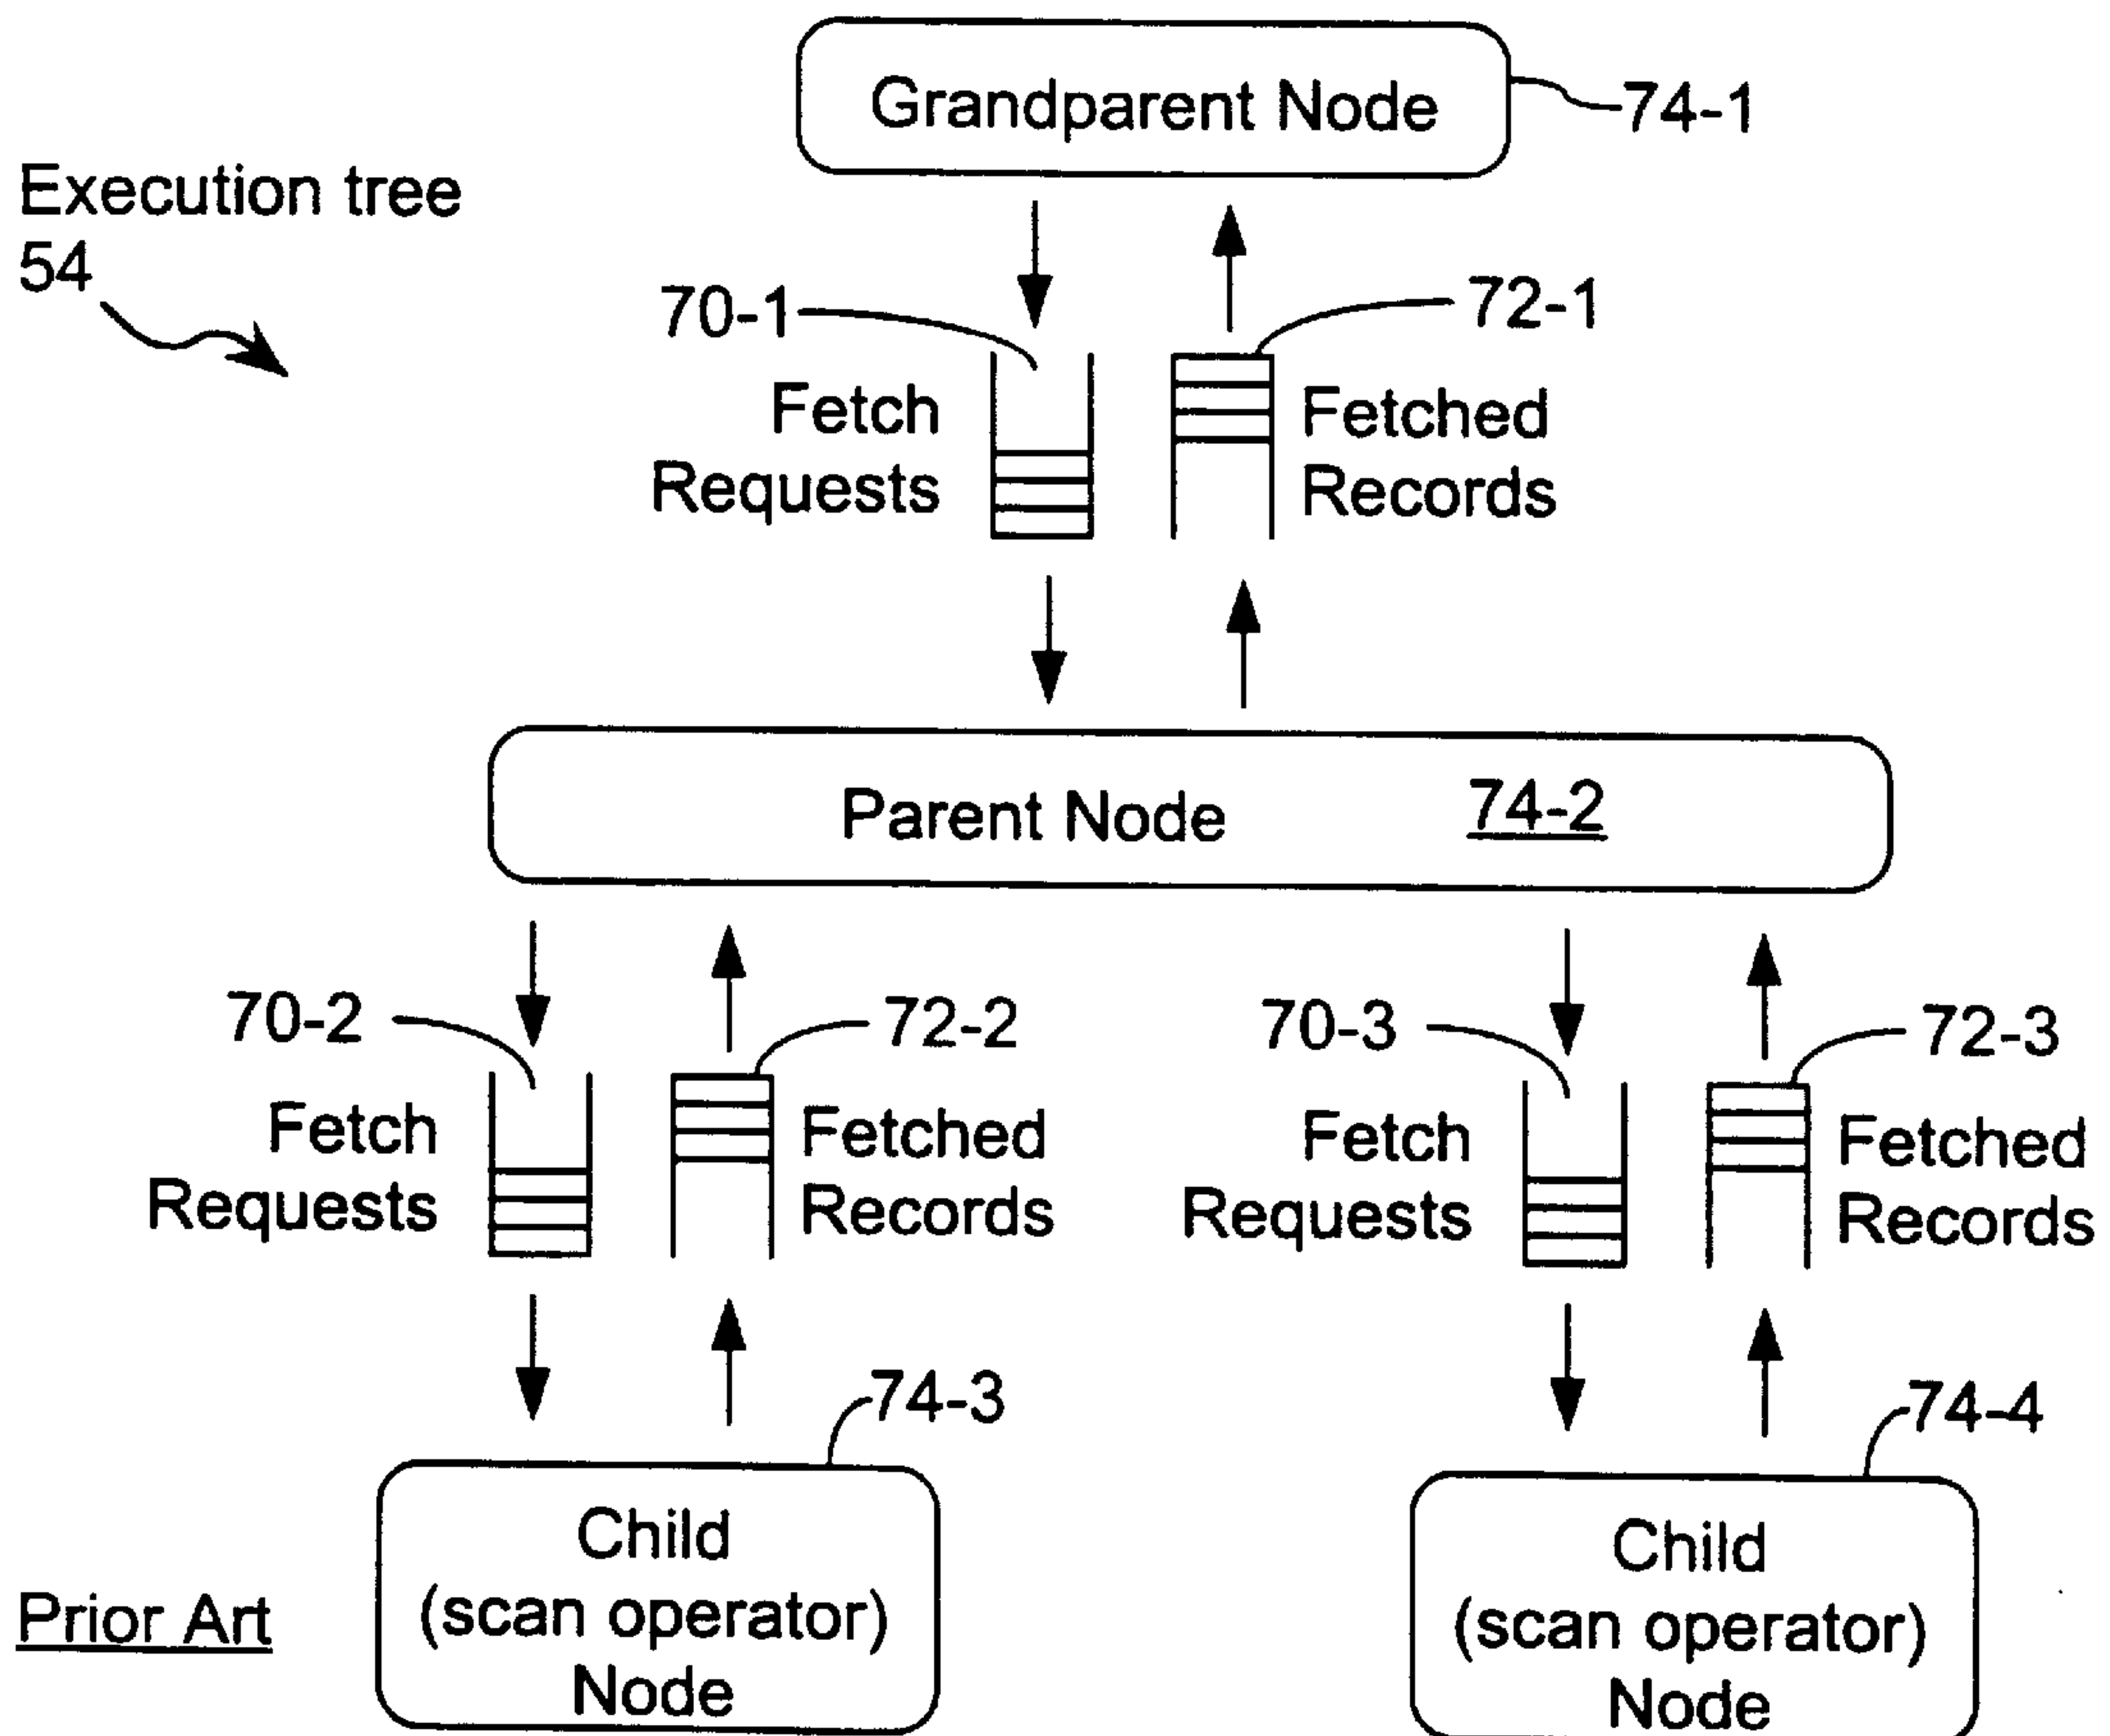 Grandparent Node
74-1
Execution tree
54
70-1
72-1
Fetch
Requests
Fetched
Records
Parent Node 74-2
70-2
72-2
70-3
72-3
Fetch
Requests
Fetched
Records
Fetch
Requests
Fetched
Records
74-3
74-4
Child
(scan operator)
Node
Child
(scan operator)
Node
Prior Art